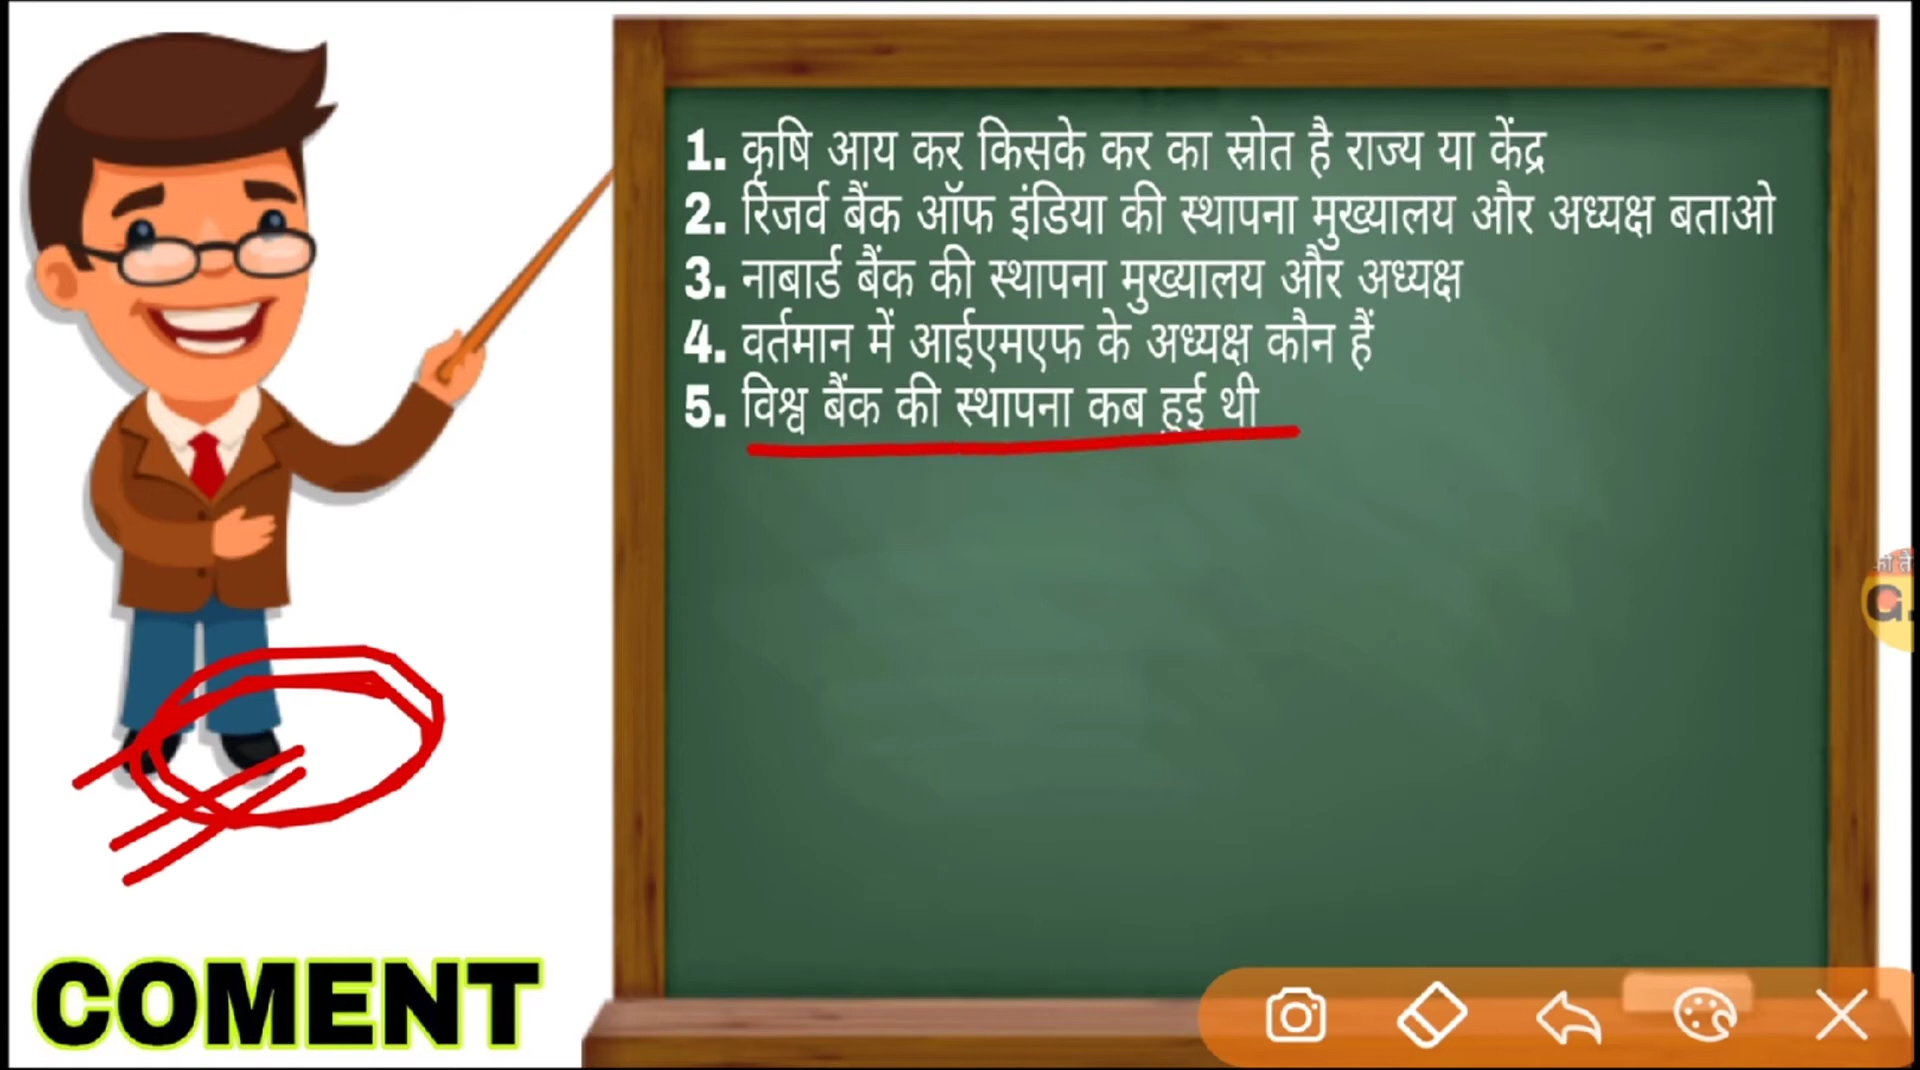 1. कृषि आय कर किसके कर का स्रोत है राज्य या केंद्र
2. रिजर्व बैंक ऑफ इंडिया की स्थापना मुख्यालय और अध्यक्ष बताओ
3. नाबार्ड बैंक की स्थापना मुख्यालय और अध्यक्ष
4. वर्तमान में आईएमएफ के अध्यक्ष कौन हैं
5. विश्व बैंक की स्थापना कब हुई थी
COMENT